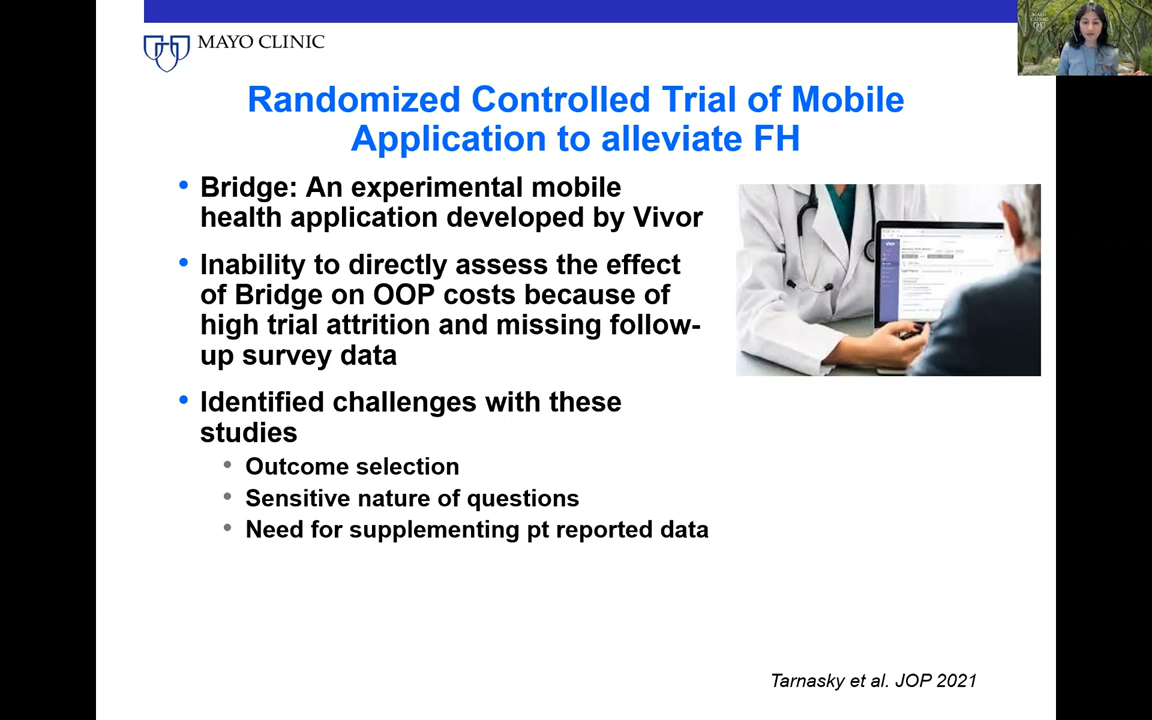 MAYO CLINIC
Randomized Controlled Trial of Mobile
Application to alleviate FH
• Bridge: An experimental mobile
health application developed by Vivor
• Inability to directly assess the effect
of Bridge on OOP costs because of
high trial attrition and missing follow-
up survey data
• Identified challenges with these
studies
• Outcome selection
• Sensitive nature of questions
• Need for supplementing pt reported data
Tarnasky et al. JOP 2021